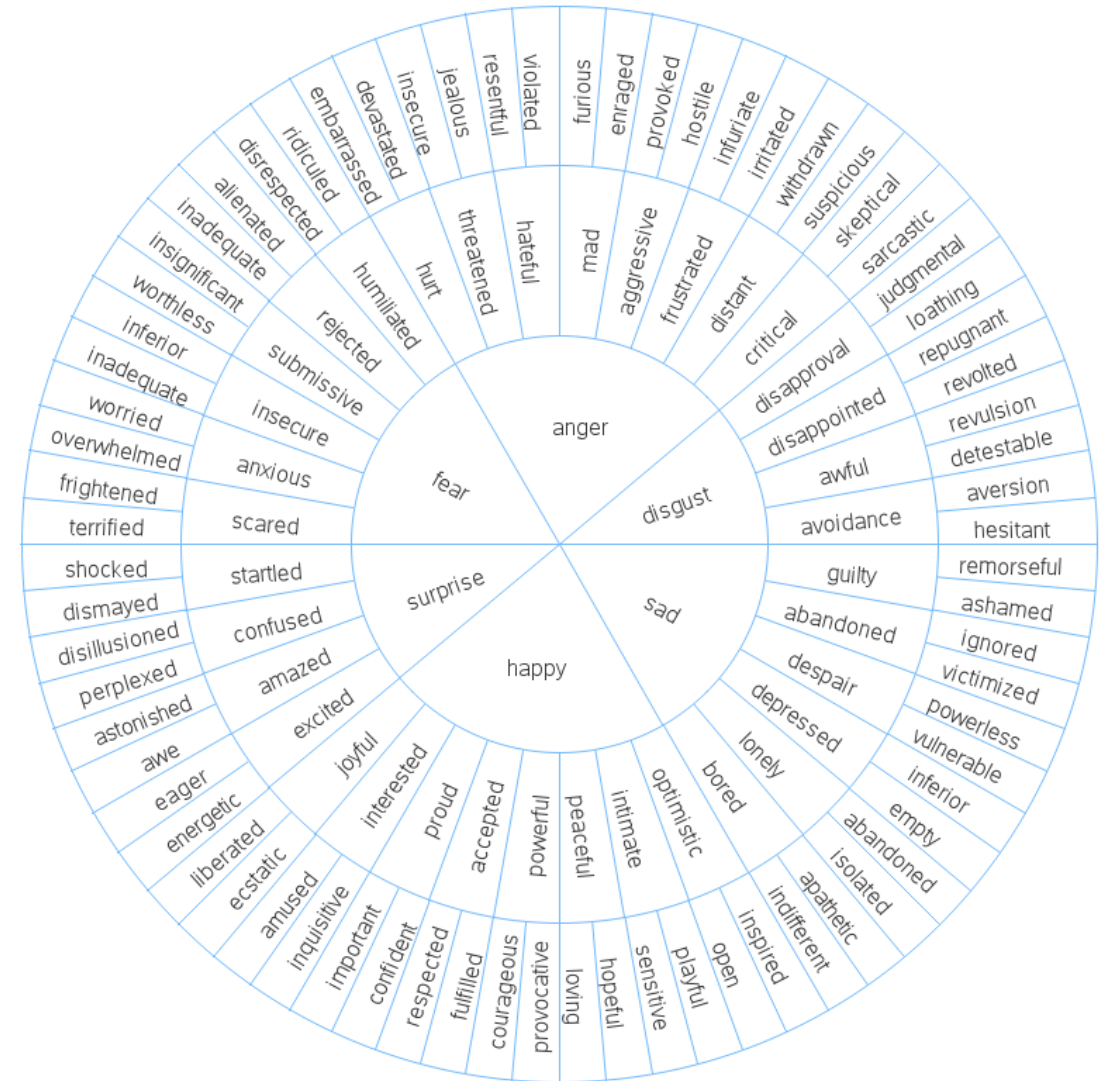 anger
disgust
sad
happy
surprise
fear
mad
aggressive
frustrated
distant
critical
disapproval
disappointed
awful
avoidance
guilty
abandoned
despair
depressed
lonely
bored
optimistic
intimate
peaceful
powerful
accepted
proud
interested
joyful
excited
amazed
confused
startled
scared
anxious
insecure
submissive
rejected
humiliated
hurt
threatened
hateful
furious
enraged
provoked
hostile
infuriate
irritated
withdrawn
suspicious
skeptical
sarcastic
judgmental
loathing
repugnant
revolted
revulsion
detestable
aversion
hesitant
remorseful
ashamed
ignored
victimized
powerless
vulnerable
inferior
empty
abandoned
isolated
apathetic
indifferent
inspired
open
playful
sensitive
hopeful
loving
provocative
courageous
fulfilled
respected
confident
important
inquisitive
amused
ecstatic
liberated
energetic
eager
awe
astonished
perplexed
disillusioned
dismayed
shocked
terrified
frightened
overwhelmed
worried
inadequate
inferior
worthless
insignificant
inadequate
alienated
disrespected
ridiculed
embarrassed
devastated
insecure
jealous
resentful
violated